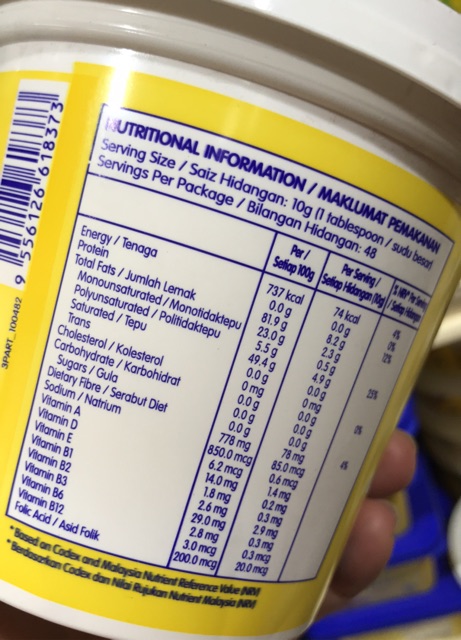 NUTRITIONAL INFORMATION / MAKLUMAT PEMAKANAN
Serving Size / Saiz Hidangan: 10g (1 tablespoon / sudu besar)
Servings Per Package / Bilangan Hidangan: 48
Per / Setiap 100g
Per Serving / Setiap Hidangan (10g)
% NRV* Per
Energy / Tenaga 737 kcal 74 kcal 4%
Protein 0.0 g 0.0 g 0%
Total Fats / Jumlah Lemak 81.9 g 8.2 g 12%
Monounsaturated / Monotidaktepu 23.0 g 2.3 g
Polyunsaturated / Politidaktepu 5.5 g 0.5 g
Saturated / Tepu 49.4 g 4.9 g
Trans 0.0 g 0.0 g
Cholesterol / Kolesterol 0 mg 0 mg
Carbohydrate / Karbohidrat 0.0 g 0.0 g
Sugars / Gula 0.0 g 0.0 g
Dietary Fibre / Serabut Diet 0.0 g 0.0 g
Sodium / Natrium 778 mg 78 mg
Vitamin A 850.0 mcg 85.0 mcg
Vitamin D 6.2 mcg 0.6 mcg
Vitamin E 14.0 mg 1.4 mg
Vitamin B1 1.8 mg 0.2 mg
Vitamin B2 2.6 mg 0.3 mg
Vitamin B3 29.0 mg 2.9 mg
Vitamin B6 2.8 mg 0.3 mg
Vitamin B12 3.0 mcg 0.3 mcg
Folic Acid / Asid Folik 200.0 mcg 20.0 mcg
*Based on Codex and Malaysia Nutrient Reference Value (NRV)
*Berdasarkan Codex dan Nilai Rujukan Nutrient Malaysia (NRV)
9 556126 618373
3PART_100482